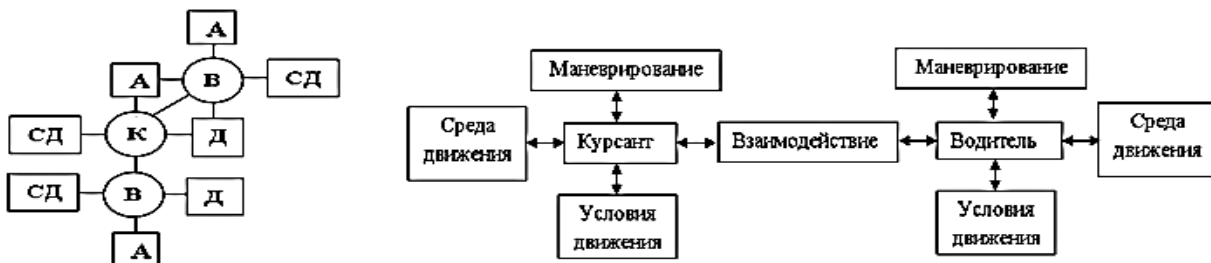 А
А
В
СД
СД
К
Д
СД
В
Д
А
Маневрирование
Маневрирование
Среда
движения
Курсант
Взаимодействие
Водитель
Среда
движения
Условия
движения
Условия
движения